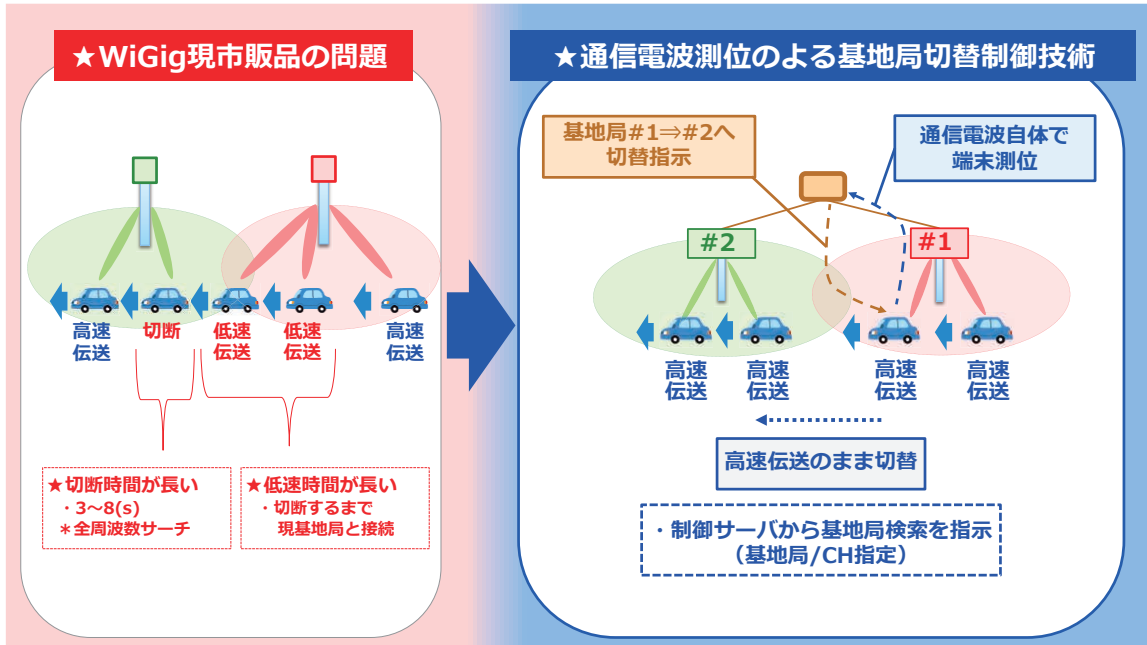 ★WiGig現市販品の問題
高速
伝送
切断
低速
伝送
低速
伝送
高速
伝送
★切断時間が長い
・3～8(s)
＊全周波数サーチ
★低速時間が長い
・切断するまで
現基地局と接続
★通信電波測位のよる基地局切替制御技術
基地局#1⇒#2へ
切替指示
通信電波自体で
端末測位
#2
#1
高速
伝送
高速
伝送
高速
伝送
高速
伝送
高速伝送のまま切替
・制御サーバから基地局検索を指示
（基地局/CH指定）